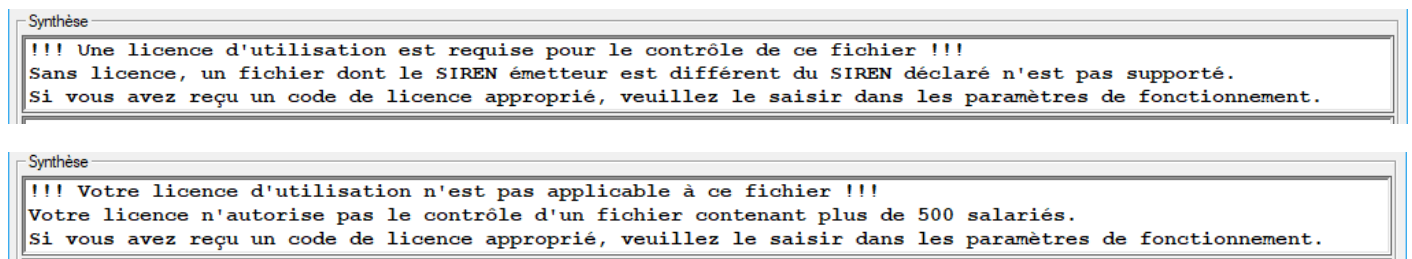 Synthèse
!!! Une licence d'utilisation est requise pour le contrôle de ce fichier !!!
Sans licence, un fichier dont le SIREN émetteur est différent du SIREN déclaré n'est pas supporté.
Si vous avez reçu un code de licence approprié, veuillez le saisir dans les paramètres de fonctionnement.
Synthèse
!!! Votre licence d'utilisation n'est pas applicable à ce fichier !!!
Votre licence n'autorise pas le contrôle d'un fichier contenant plus de 500 salariés.
Si vous avez reçu un code de licence approprié, veuillez le saisir dans les paramètres de fonctionnement.